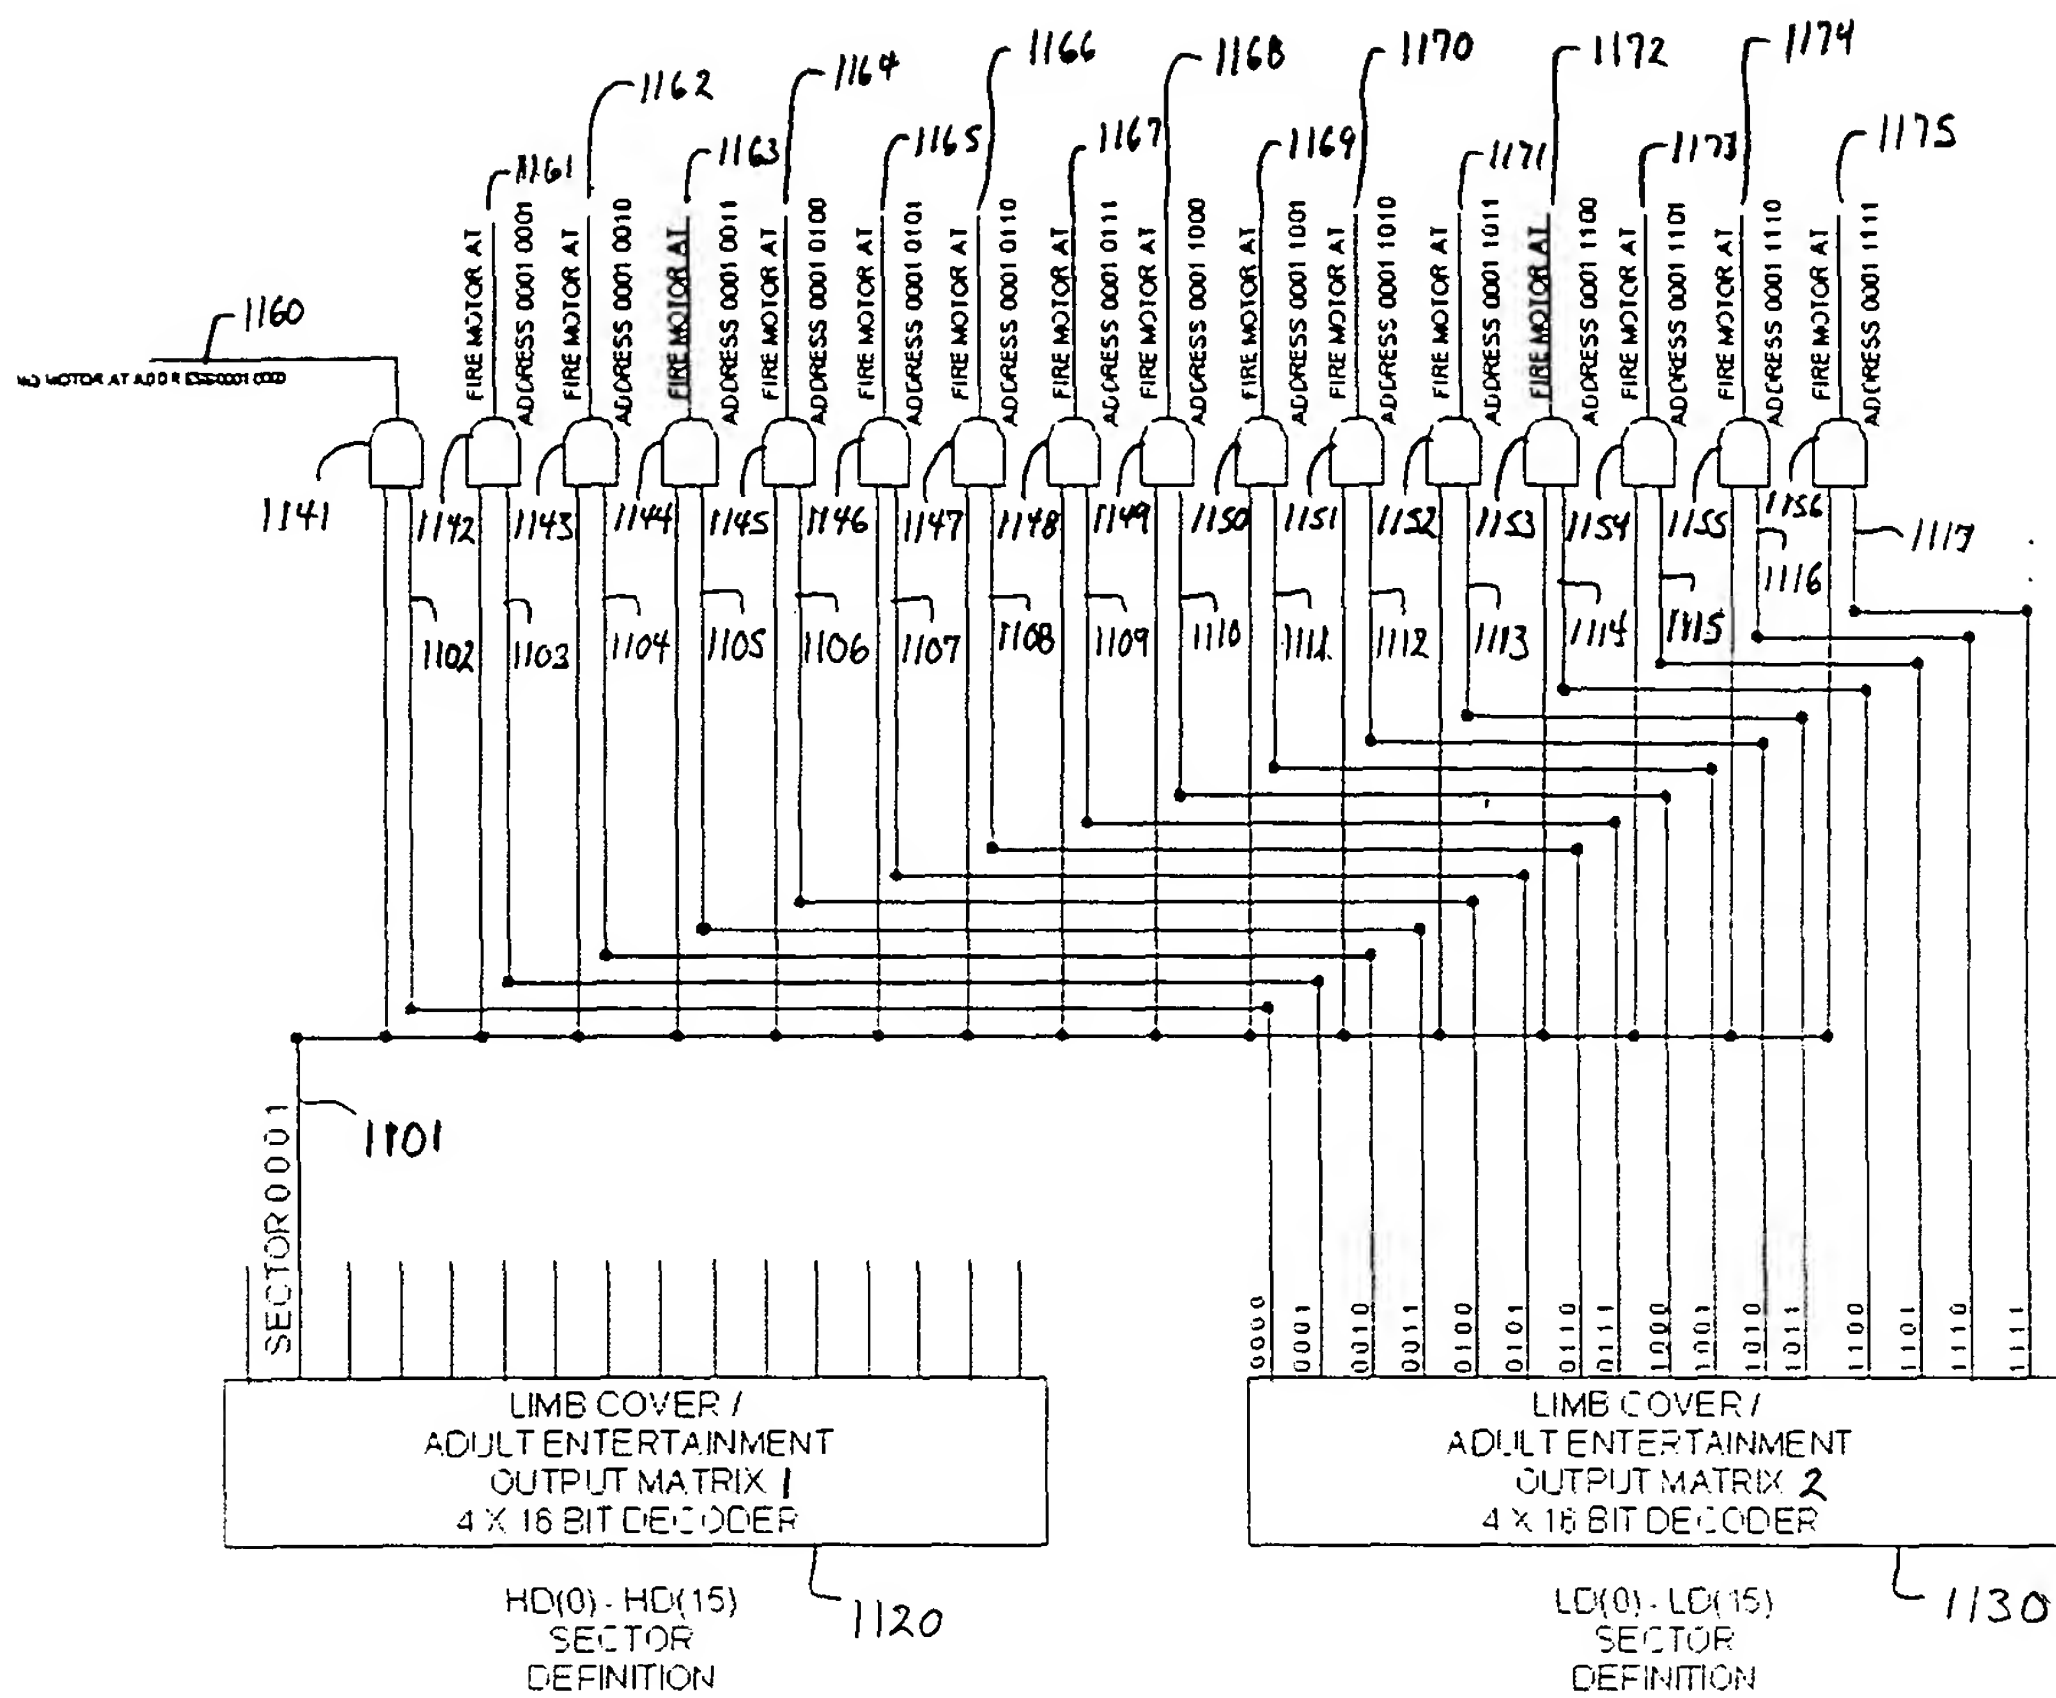 1162
1164
1166
1168
1170
1172
1174
1161
1163
1165
1167
1169
1171
1173
1175
1160
NO MOTOR AT ADDRESS 0001 0000
FIRE MOTOR AT
ADDRESS 0001 0001
FIRE MOTOR AT
ADDRESS 0001 0010
FIRE MOTOR AT
ADDRESS 0001 0011
FIRE MOTOR AT
ADDRESS 0001 0100
FIRE MOTOR AT
ADDRESS 0001 0101
FIRE MOTOR AT
ADDRESS 0001 0110
FIRE MOTOR AT
ADDRESS 0001 0111
FIRE MOTOR AT
ADDRESS 0001 1000
FIRE MOTOR AT
ADDRESS 0001 1001
FIRE MOTOR AT
ADDRESS 0001 1010
FIRE MOTOR AT
ADDRESS 0001 1011
FIRE MOTOR AT
ADDRESS 0001 1100
FIRE MOTOR AT
ADDRESS 0001 1101
FIRE MOTOR AT
ADDRESS 0001 1110
FIRE MOTOR AT
ADDRESS 0001 1111
1141
1142
1143
1144
1145
1146
1147
1148
1149
1150
1151
1152
1153
1154
1155
1156
1117
1116
1102
1103
1104
1105
1106
1107
1108
1109
1110
1111
1112
1113
1114
1115
SECTOR 0001
1101
0000
0001
0010
0011
0100
0101
0110
0111
1000
1001
1010
1011
1100
1101
1110
1111
LIMB COVER /
ADULT ENTERTAINMENT
OUTPUT MATRIX 1
4 X 16 BIT DECODER
LIMB COVER /
ADULT ENTERTAINMENT
OUTPUT MATRIX 2
4 X 16 BIT DECODER
HD(0) - HD(15)
SECTOR
DEFINITION
1120
LD(0) - LD(15)
SECTOR
DEFINITION
1130